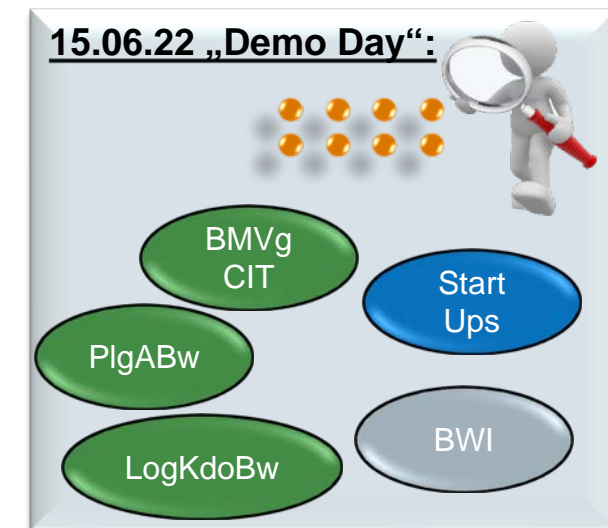 15.06.22 „Demo Day“:
BMVg
CIT
Start
Ups
PlgABw
BWI
LogKdoBw